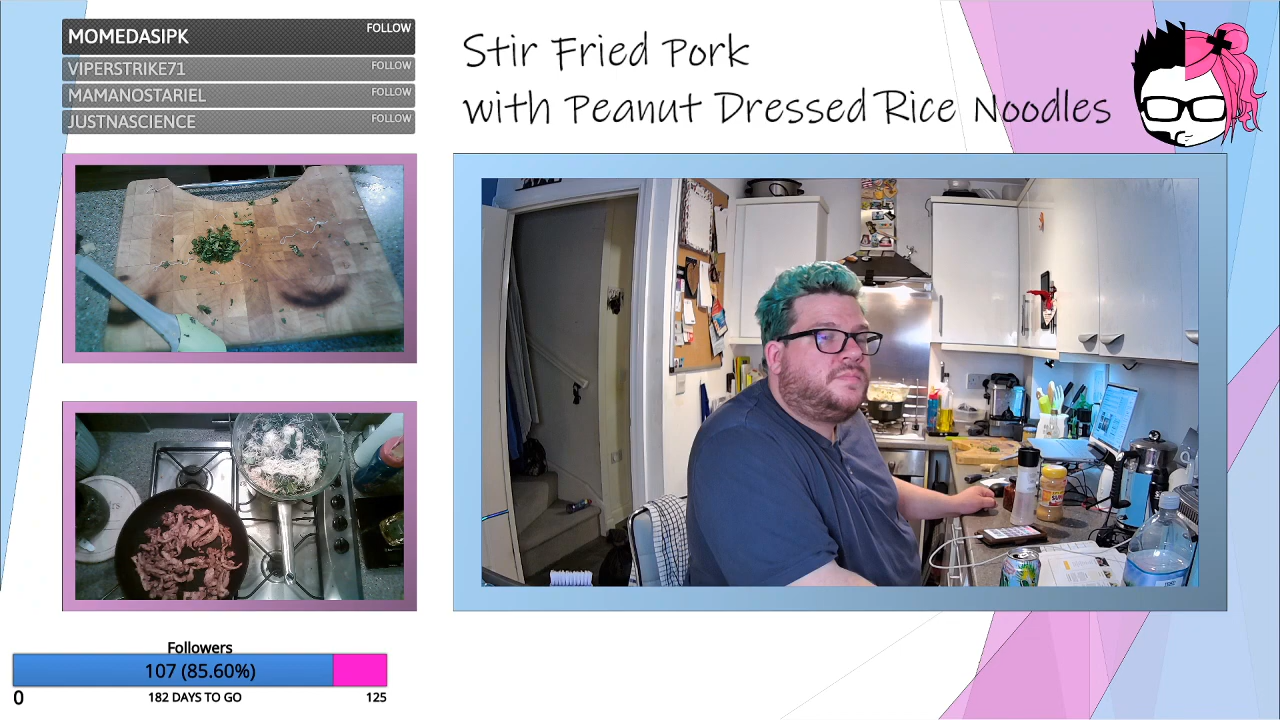 MOMEDASIPK FOLLOW
VIPERSTRIKE71 FOLLOW
MAMANOSTARIEL FOLLOW
JUSTNASCIENCE FOLLOW
Stir Fried Pork
with Peanut Dressed Rice Noodles
Followers
107 (85.60%)
0 182 DAYS TO GO 125